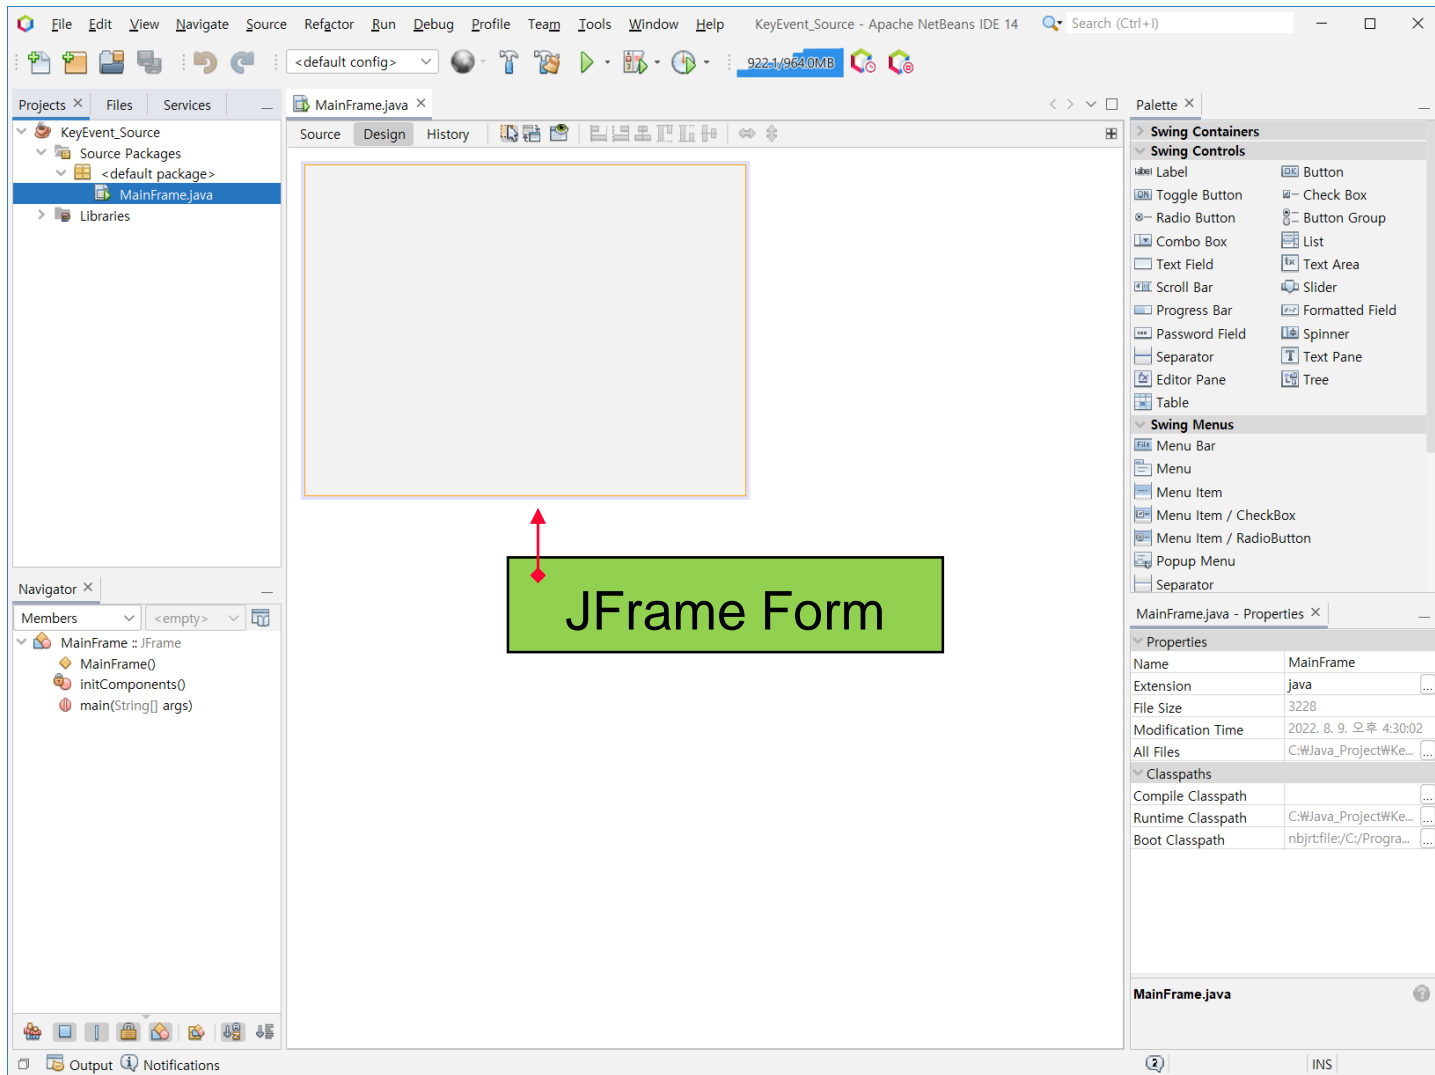 File Edit View Navigate Source Refactor Run Debug Profile Team Tools Window Help KeyEvent_Source - Apache NetBeans IDE 14 Search (Ctrl+I)
<default config> 922.1/964.0MB
Projects Files Services
MainFrame.java
Palette
KeyEvent_Source
Source Packages
<default package>
MainFrame.java
Libraries
Source Design History
Swing Containers
Swing Controls
Label Button
Toggle Button Check Box
Radio Button Button Group
Combo Box List
Text Field Text Area
Scroll Bar Slider
Progress Bar Formatted Field
Password Field Spinner
Separator Text Pane
Editor Pane Tree
Table
Swing Menus
Menu Bar
Menu
Menu Item
Menu Item / CheckBox
Menu Item / RadioButton
Popup Menu
Separator
JFrame Form
Navigator
Members <empty>
MainFrame :: JFrame
MainFrame()
initComponents()
main(String[] args)
MainFrame.java - Properties
Properties
Name MainFrame
Extension java ...
File Size 3228
Modification Time 2022. 8. 9. 오후 4:30:02
All Files C:₩Java_Project₩Ke... ...
Classpaths
Compile Classpath ...
Runtime Classpath C:₩Java_Project₩Ke... ...
Boot Classpath nbjrt:file:/C:/Progra... ...
MainFrame.java
Output Notifications
2 INS